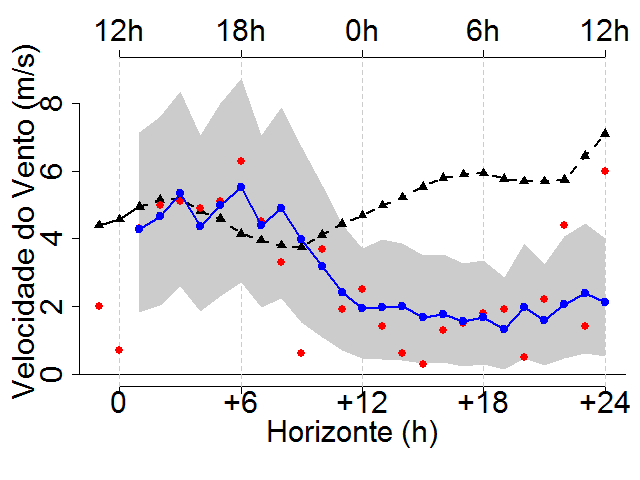 12h 18h 0h 6h 12h
Velocidade do Vento (m/s)
8
6
4
2
0
0 +6 +12 +18 +24
Horizonte (h)